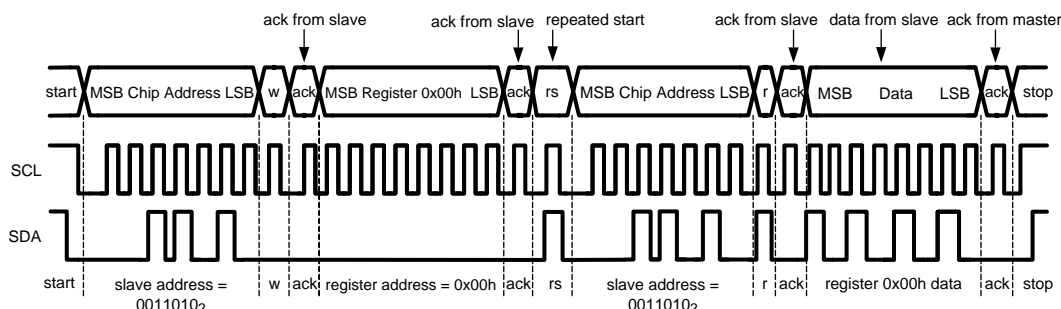 ack from slave
ack from slave
repeated start
ack from slave
data from slave
ack from master
start
MSB Chip Address LSB
w
ack
MSB Register 0x00h LSB
ack
rs
MSB Chip Address LSB
r
ack
MSB Data LSB
ack
stop
SCL
SDA
start
slave address =
00110102
w
ack
register address = 0x00h
ack
rs
slave address =
00110102
r
ack
register 0x00h data
ack
stop